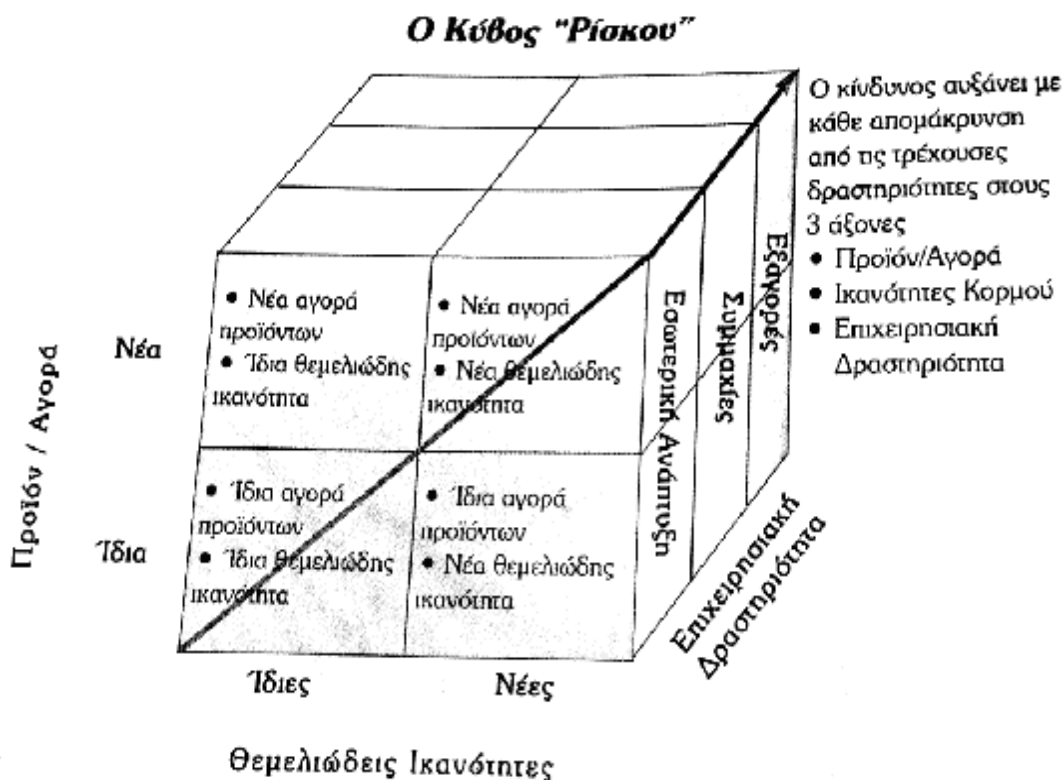 Ο Κύβος "Ρίσκου"
Ο κίνδυνος αυξάνει με
κάθε απομάκρυνση
από τις τρέχουσες
δραστηριότητες στους
3 άξονες
• Προϊόν/Αγορά
• Ικανότητες Κορμού
• Επιχειρησιακή
Δραστηριότητα
Προϊόν / Αγορά
Νέα
• Νέα αγορά
προϊόντων
• Ίδια θεμελιώδης
ικανότητα
• Νέα αγορά
προϊόντων
• Νέα θεμελιώδης
ικανότητα
Ίδια
• Ίδια αγορά
προϊόντων
• Ίδια θεμελιώδης
ικανότητα
• Ίδια αγορά
προϊόντων
• Νέα θεμελιώδης
ικανότητα
Εσωτερική Ανάπτυξη
Συμμαχίες
Εξαγορές
Επιχειρησιακή
Δραστηριότητα
Ίδιες
Νέες
Θεμελιώδεις Ικανότητες